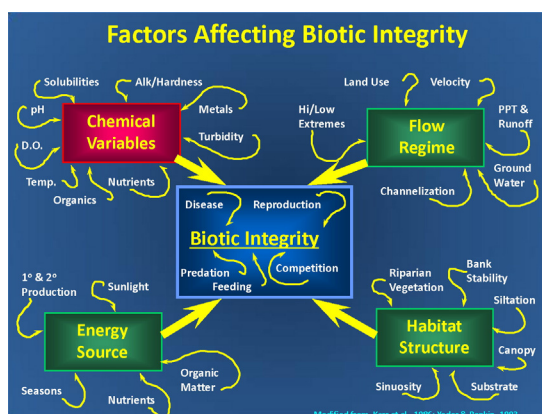 Factors Affecting Biotic Integrity
Solubilities
Alk/Hardness
pH
Metals
Chemical
Variables
Turbidity
D.O.
Temp.
Organics
Nutrients
Land Use
Velocity
Hi/Low
Extremes
PPT &
Runoff
Flow
Regime
Ground
Water
Channelization
Disease
Reproduction
Biotic Integrity
Predation
Feeding
Competition
1º & 2º
Production
Sunlight
Energy
Source
Organic
Matter
Seasons
Nutrients
Riparian
Vegetation
Bank
Stability
Siltation
Habitat
Structure
Canopy
Sinuosity
Substrate